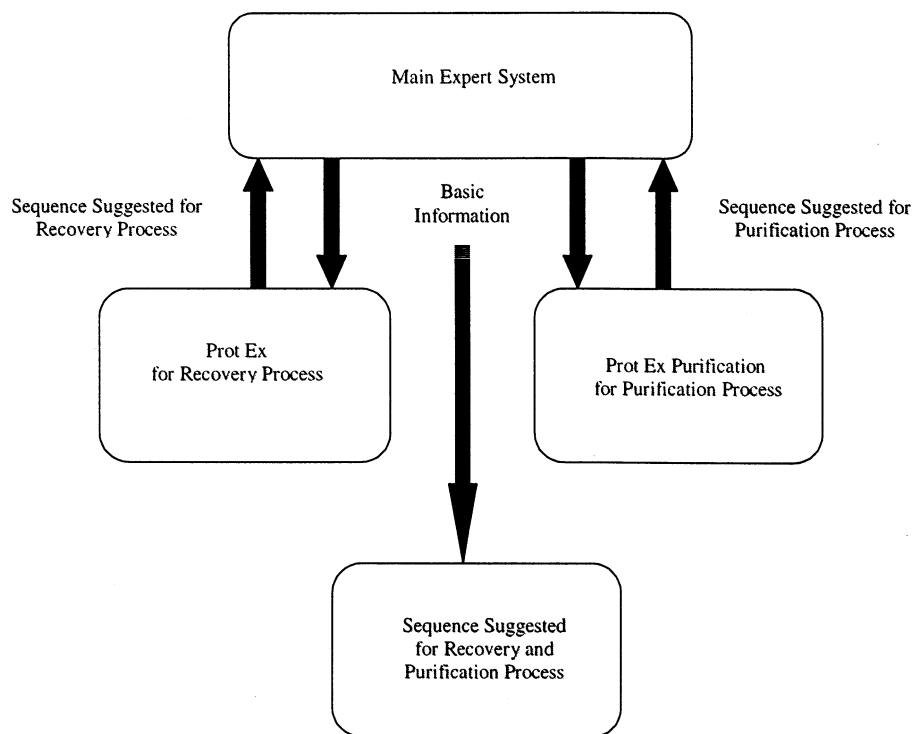 Main Expert System
Sequence Suggested for
Recovery Process
Basic
Information
Sequence Suggested for
Purification Process
Prot Ex
for Recovery Process
Prot Ex Purification
for Purification Process
Sequence Suggested
for Recovery and
Purification Process